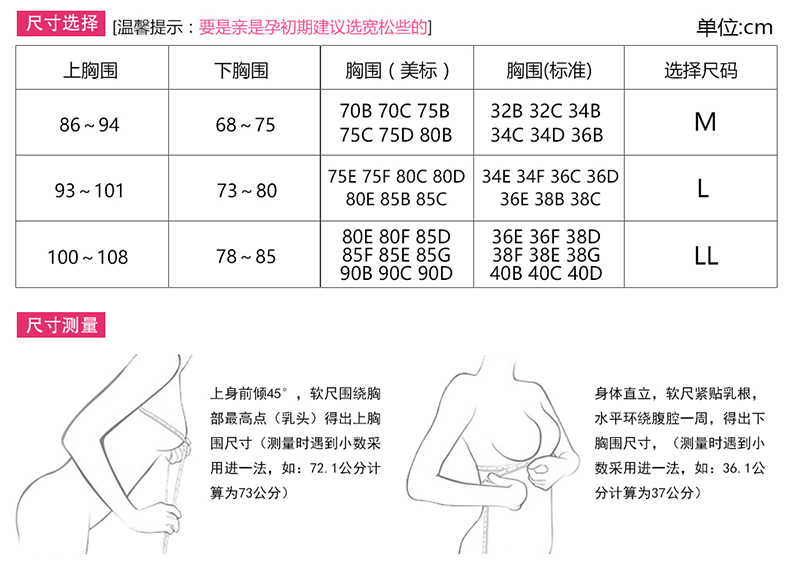 尺寸选择 [温馨提示：要是亲是孕初期建议选宽松些的] 单位:cm
上胸围 下胸围 胸围（美标） 胸围(标准) 选择尺码
86～94 68～75 70B 70C 75B 32B 32C 34B M
75C 75D 80B 34C 34D 36B
93～101 73～80 75E 75F 80C 80D 34E 34F 36C 36D L
80E 85B 85C 36E 38B 38C
100～108 78～85 80E 80F 85D 36E 36F 38D LL
85F 85E 85G 38F 38E 38G
90B 90C 90D 40B 40C 40D
尺寸测量
上身前倾45°，软尺围绕胸
部最高点（乳头）得出上胸
围尺寸（测量时遇到小数采
用进一法，如：72.1公分计
算为73公分）
身体直立，软尺紧贴乳根，
水平环绕腹腔一周，得出下
胸围尺寸，（测量时遇到小
数采用进一法，如：36.1公
分计算为37公分）